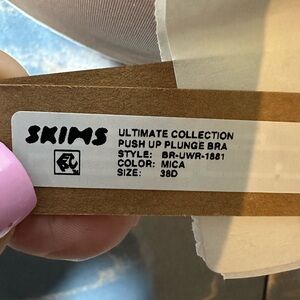 SKIMS
ULTIMATE COLLECTION
PUSH UP PLUNGE BRA
STYLE: BR-UWR-1881
COLOR: MICA
SIZE: 38D